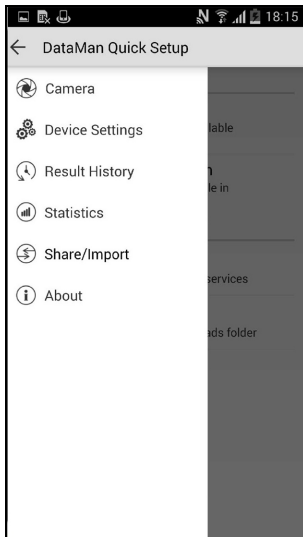 18:15
DataMan Quick Setup
Camera
Device Settings
lable
Result History
le in
Statistics
Share/Import
services
About
ads folder